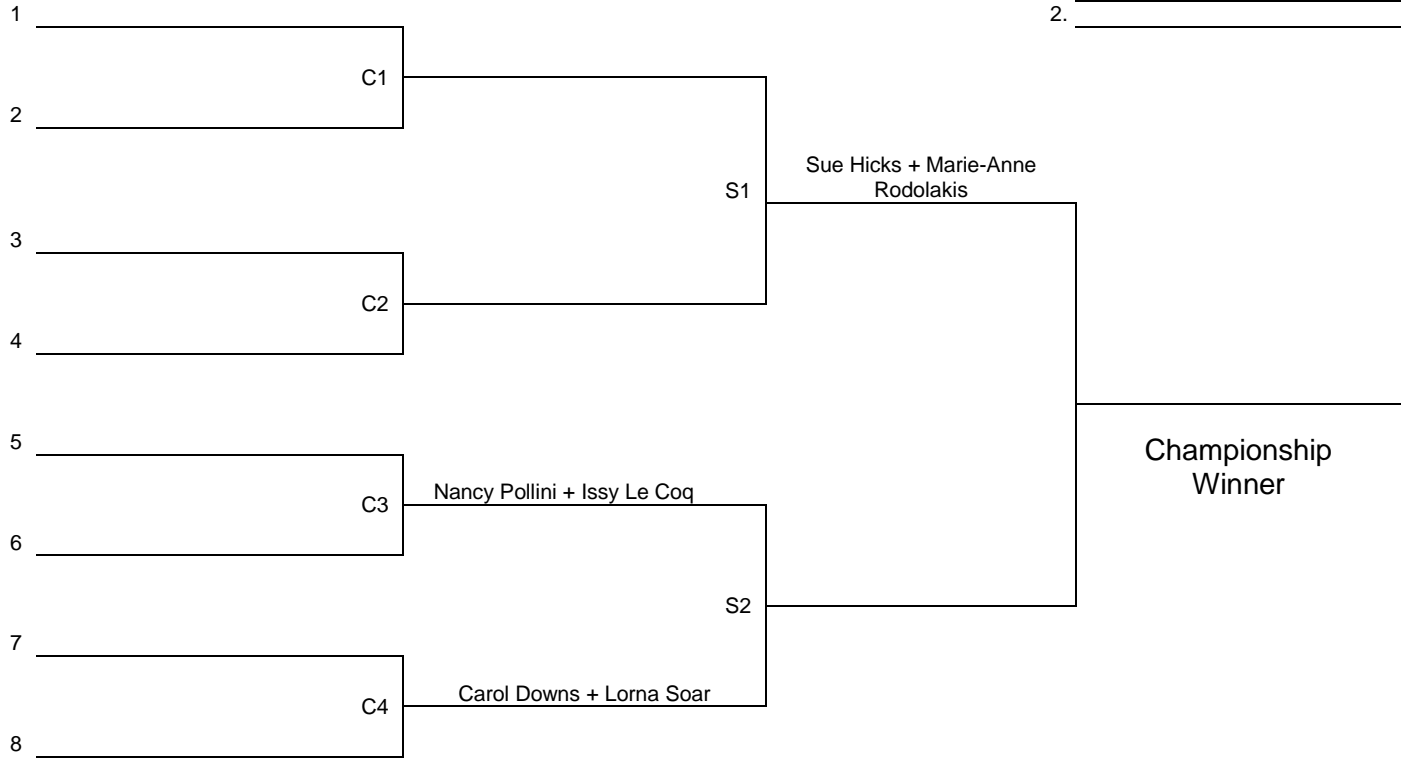 1
2.
C1
2
Sue Hicks + Marie-Anne
Rodolakis
S1
3
C2
4
5
Championship
Winner
Nancy Pollini + Issy Le Coq
C3
6
S2
7
Carol Downs + Lorna Soar
C4
8